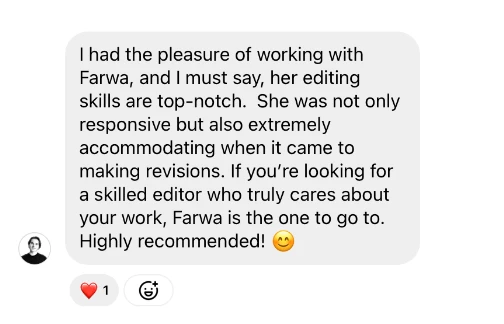 I had the pleasure of working with
Farwa, and I must say, her editing
skills are top-notch.  She was not only
responsive but also extremely
accommodating when it came to
making revisions. If you're looking for
a skilled editor who truly cares about
your work, Farwa is the one to go to.
Highly recommended! 😊
❤️ 1